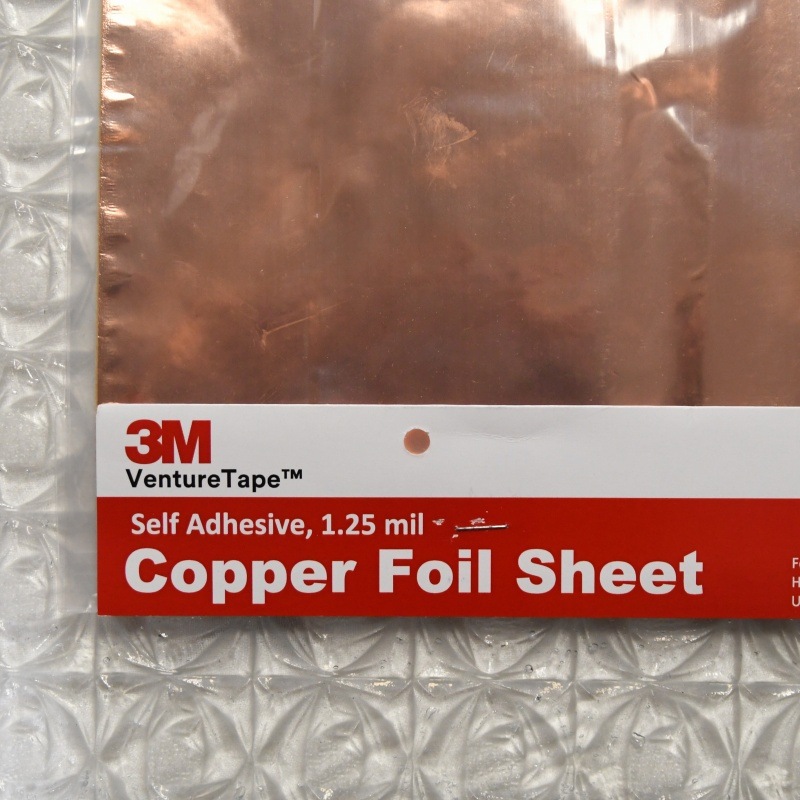 3M
VentureTape™
Self Adhesive, 1.25 mil
Copper Foil Sheet